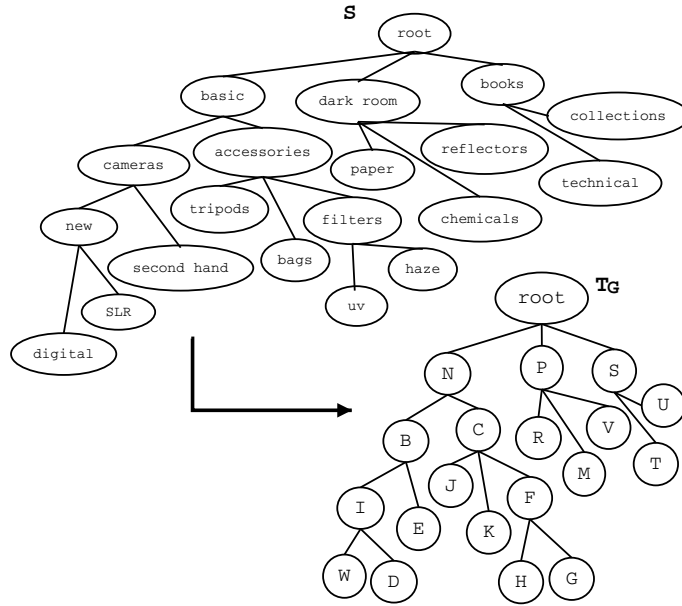 S
root
basic
dark room
books
collections
cameras
accessories
paper
reflectors
technical
new
tripods
filters
chemicals
second hand
bags
haze
SLR
uv
digital
TG
root
N
P
S
U
B
C
R
V
M
T
I
E
J
K
F
W
D
H
G